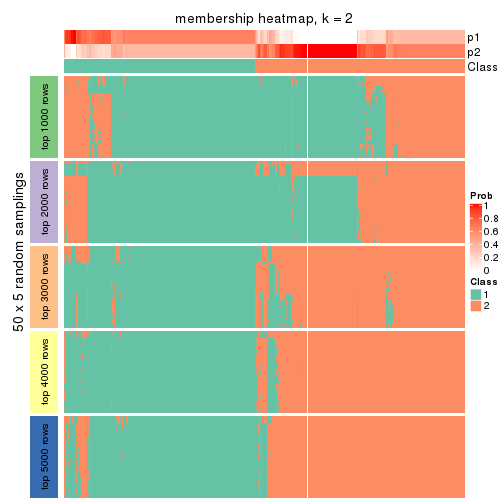 membership heatmap, k = 2
p1
p2
Class
50 x 5 random samplings
top 1000 rows
top 2000 rows
top 3000 rows
top 4000 rows
top 5000 rows
Prob
1
0.8
0.6
0.4
0.2
0
Class
1
2